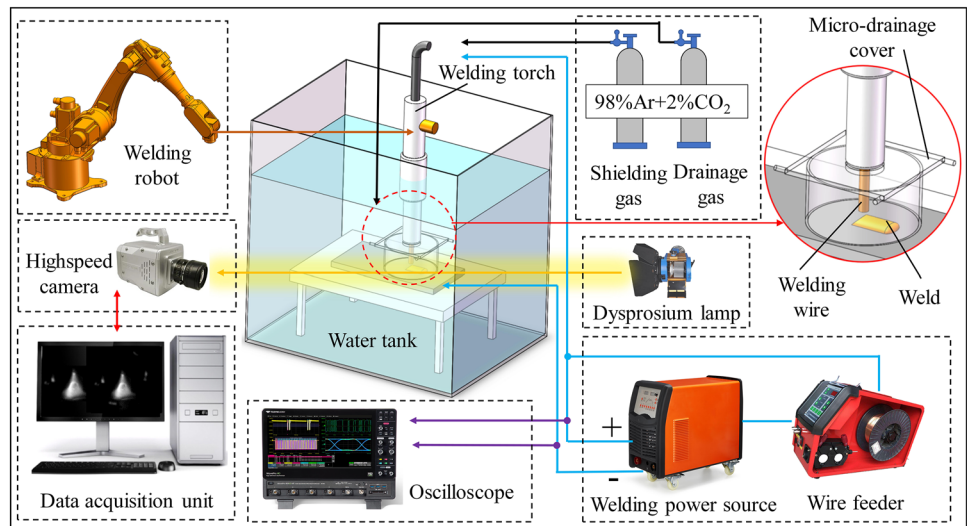 Micro-drainage
cover
Welding torch
98%Ar+2%CO₂
Welding
robot
Shielding
gas
Drainage
gas
Highspeed
camera
Welding
wire
Weld
Dysprosium lamp
Water tank
+
-
Data acquisition unit
Oscilloscope
Welding power source
Wire feeder